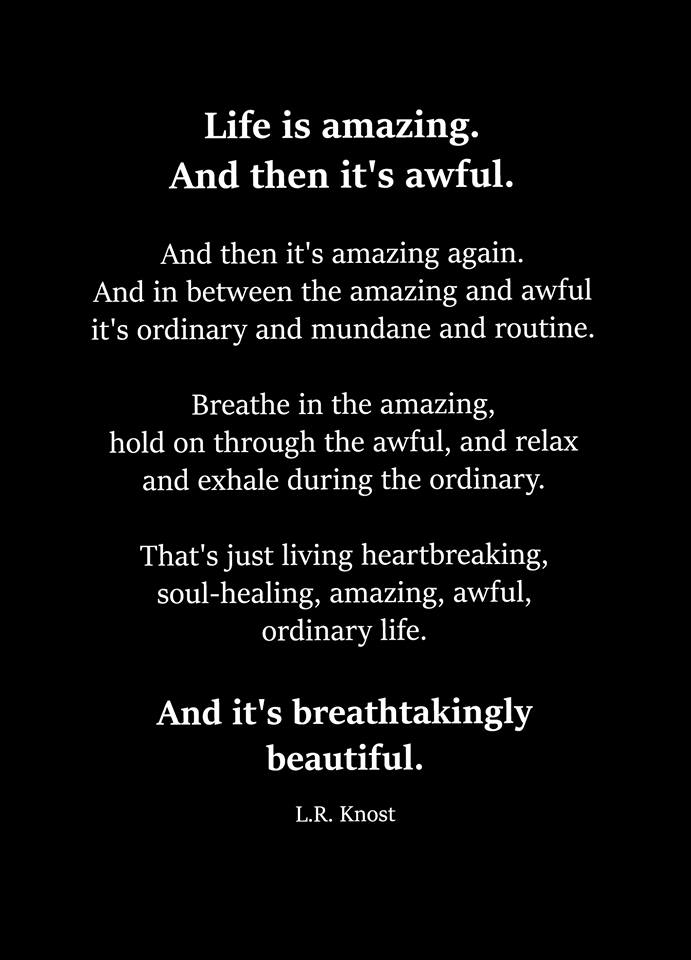 Life is amazing.
And then it's awful.
And then it's amazing again.
And in between the amazing and awful
it's ordinary and mundane and routine.
Breathe in the amazing,
hold on through the awful, and relax
and exhale during the ordinary.
That's just living heartbreaking,
soul-healing, amazing, awful,
ordinary life.
And it's breathtakingly
beautiful.
L.R. Knost